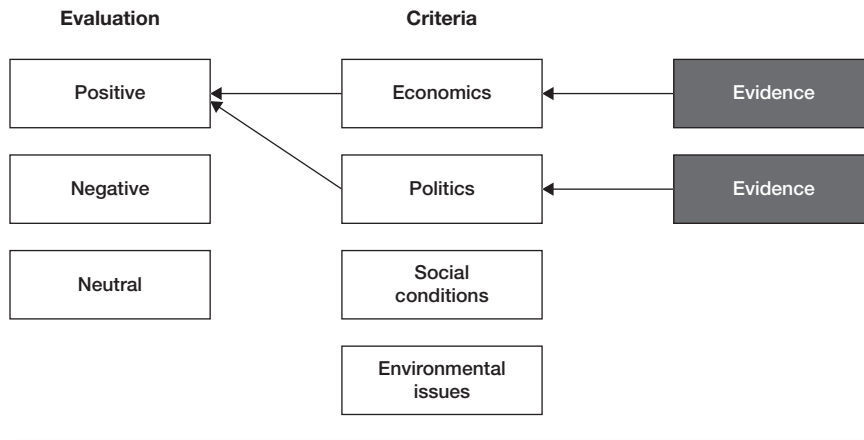 Evaluation Criteria
Positive Economics Evidence
Negative Politics Evidence
Neutral Social
conditions
Environmental
issues